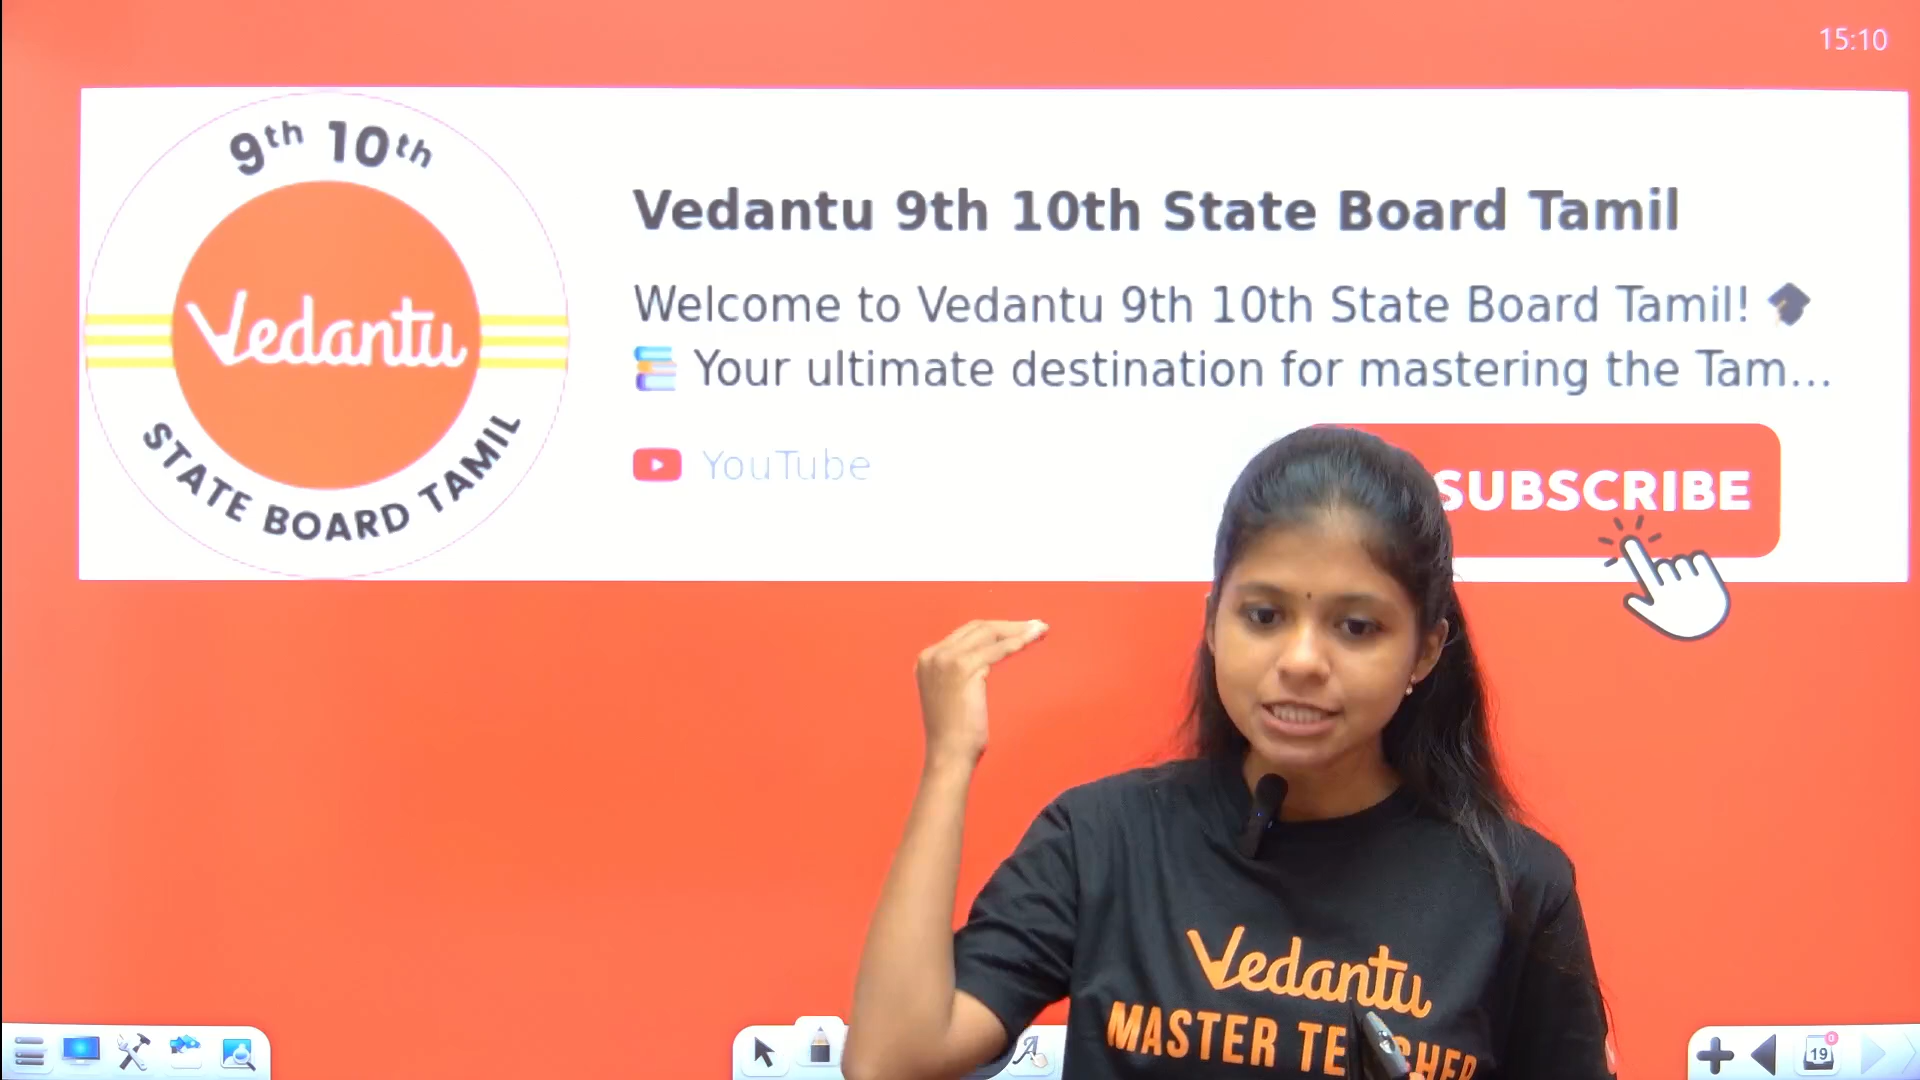 15:10
9th 10th
Vedantu
STATE BOARD TAMIL
Vedantu 9th 10th State Board Tamil
Welcome to Vedantu 9th 10th State Board Tamil!
Your ultimate destination for mastering the Tam...
YouTube
SUBSCRIBE
Vedantu
MASTER
19